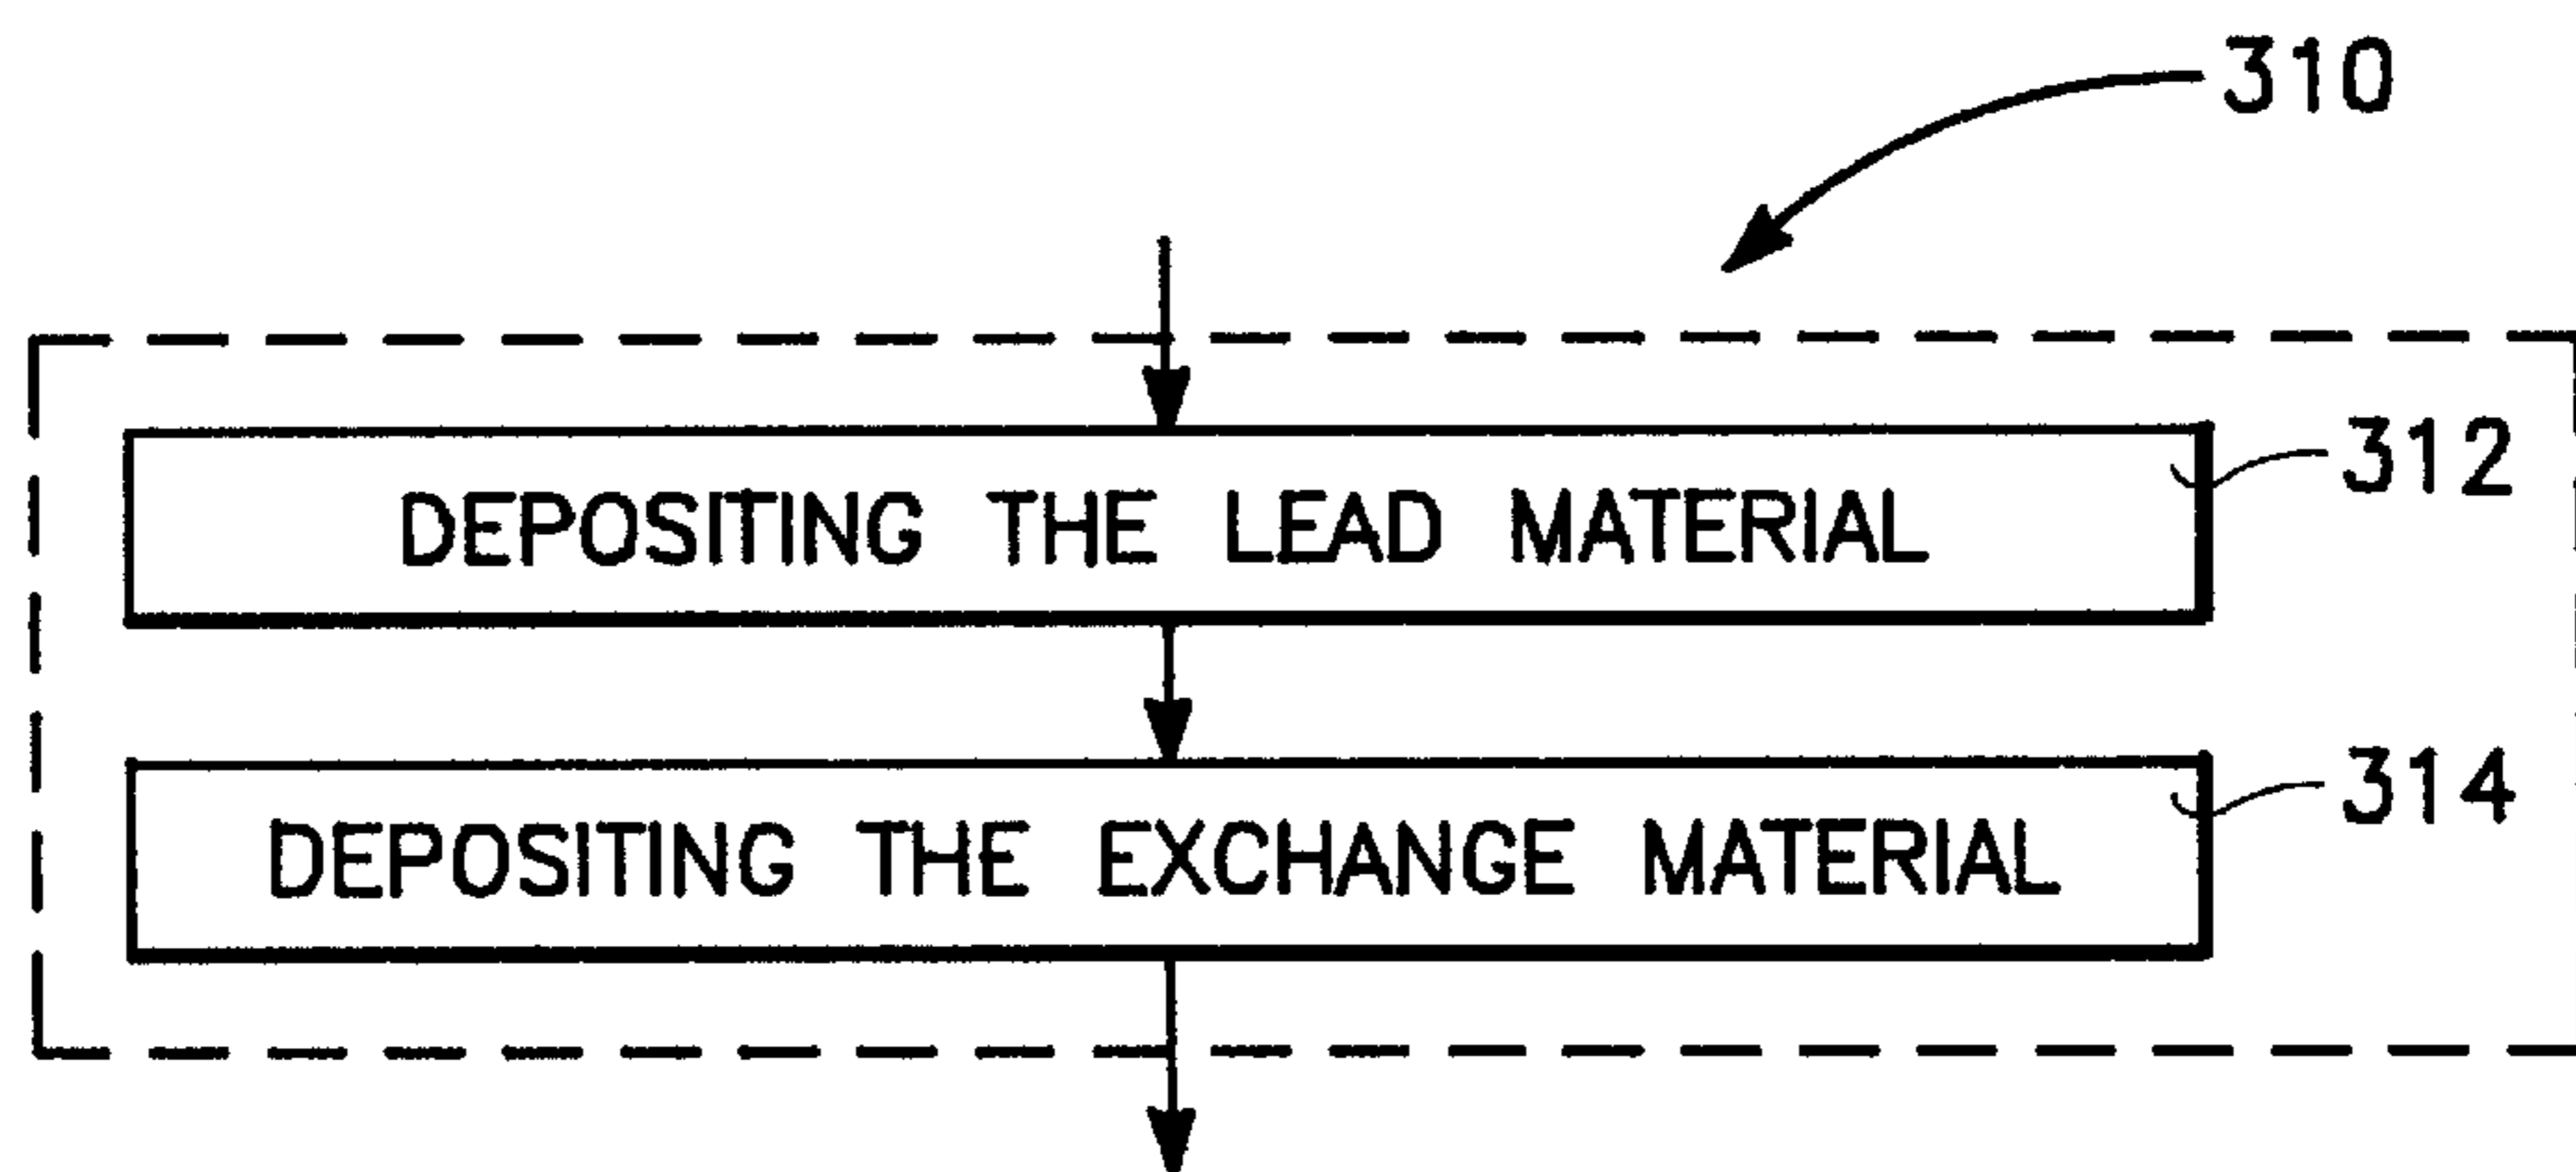 310
DEPOSITING THE LEAD MATERIAL
312
DEPOSITING THE EXCHANGE MATERIAL
314